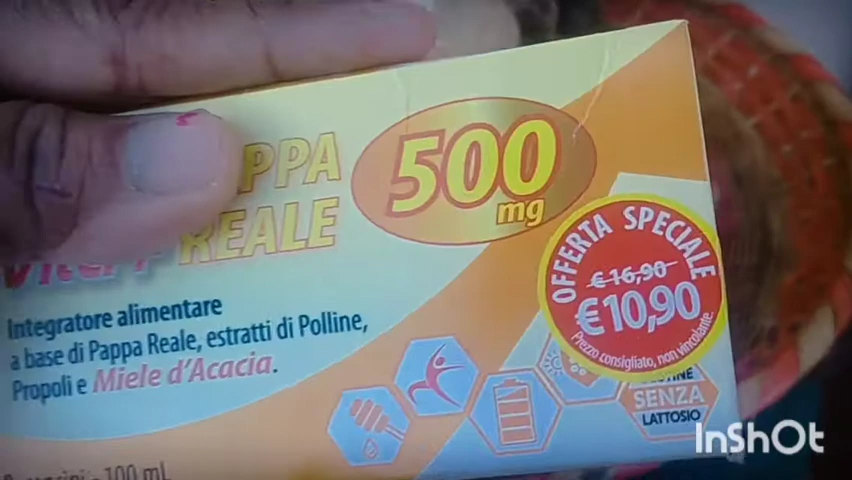 PAPPA
REALE
500
mg
OFFERTA SPECIALE
€ 16,90
€10,90
Prezzo consigliato, non vincolante.
Integratore alimentare
a base di Pappa Reale, estratti di Polline,
Propoli e Miele d'Acacia.
SENZA
LATTOSIO
100 mL
InShOt